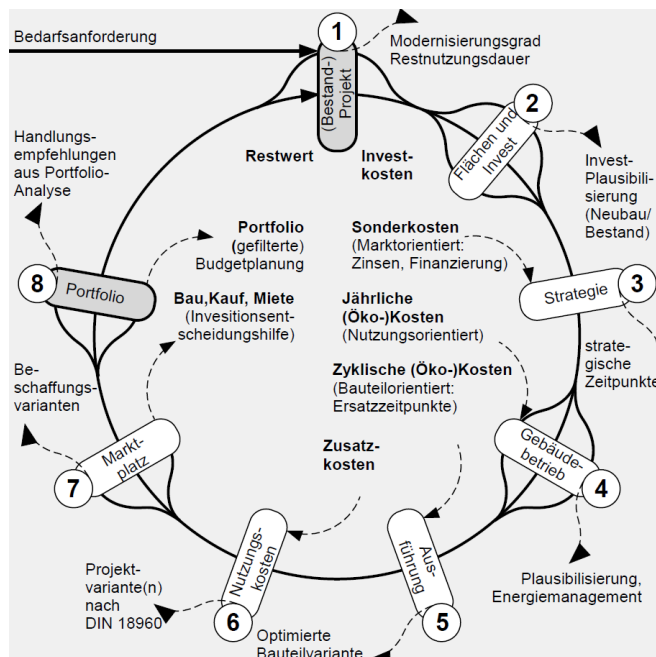 1
Bedarfsanforderung
(Bestand-)
Projekt
Modernisierungsgrad
Restnutzungsdauer
2
Flächen und
Invest
Handlungs-
empfehlungen
aus Portfolio-
Analyse
Restwert
Invest-
kosten
Invest-
Plausibili-
sierung
(Neubau/
Bestand)
Portfolio
(gefilterte)
Budgetplanung
Sonderkosten
(Marktorientiert:
Zinsen, Finanzierung)
8
Portfolio
Strategie
3
Bau,Kauf, Miete
(Invesitionsent-
scheidungshilfe)
Jährliche
(Öko-)Kosten
(Nutzungsorientiert)
strate-
gische
Zeitpunkte
Be-
schaffungs-
varianten
Zyklische (Öko-)Kosten
(Bauteilorientiert:
Ersatzzeitpunkte)
7
Markt-
platz
Zusatz-
kosten
Gebäude-
betrieb
4
Projekt-
variante(n)
nach
DIN 18960
Nutzungs-
kosten
6
Aus-
führung
5
Plausibilisierung,
Energiemanagement
Optimierte
Bauteilvariante